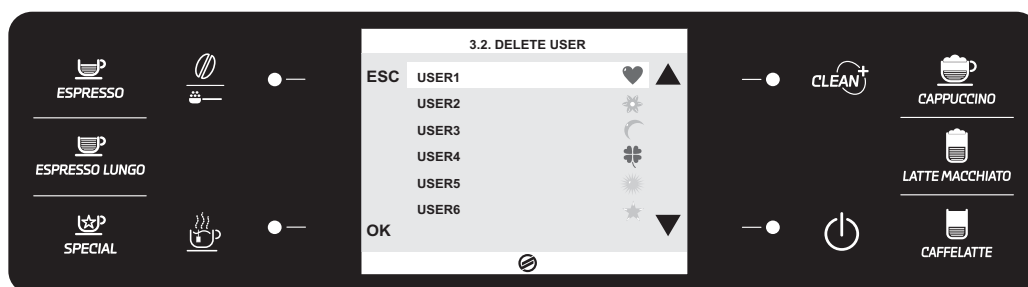 3.2. DELETE USER
ESC
USER1
USER2
USER3
USER4
USER5
USER6
OK
ESPRESSO
ESPRESSO LUNGO
SPECIAL
CLEAN+
CAPPUCCINO
LATTE MACCHIATO
CAFFELATTE